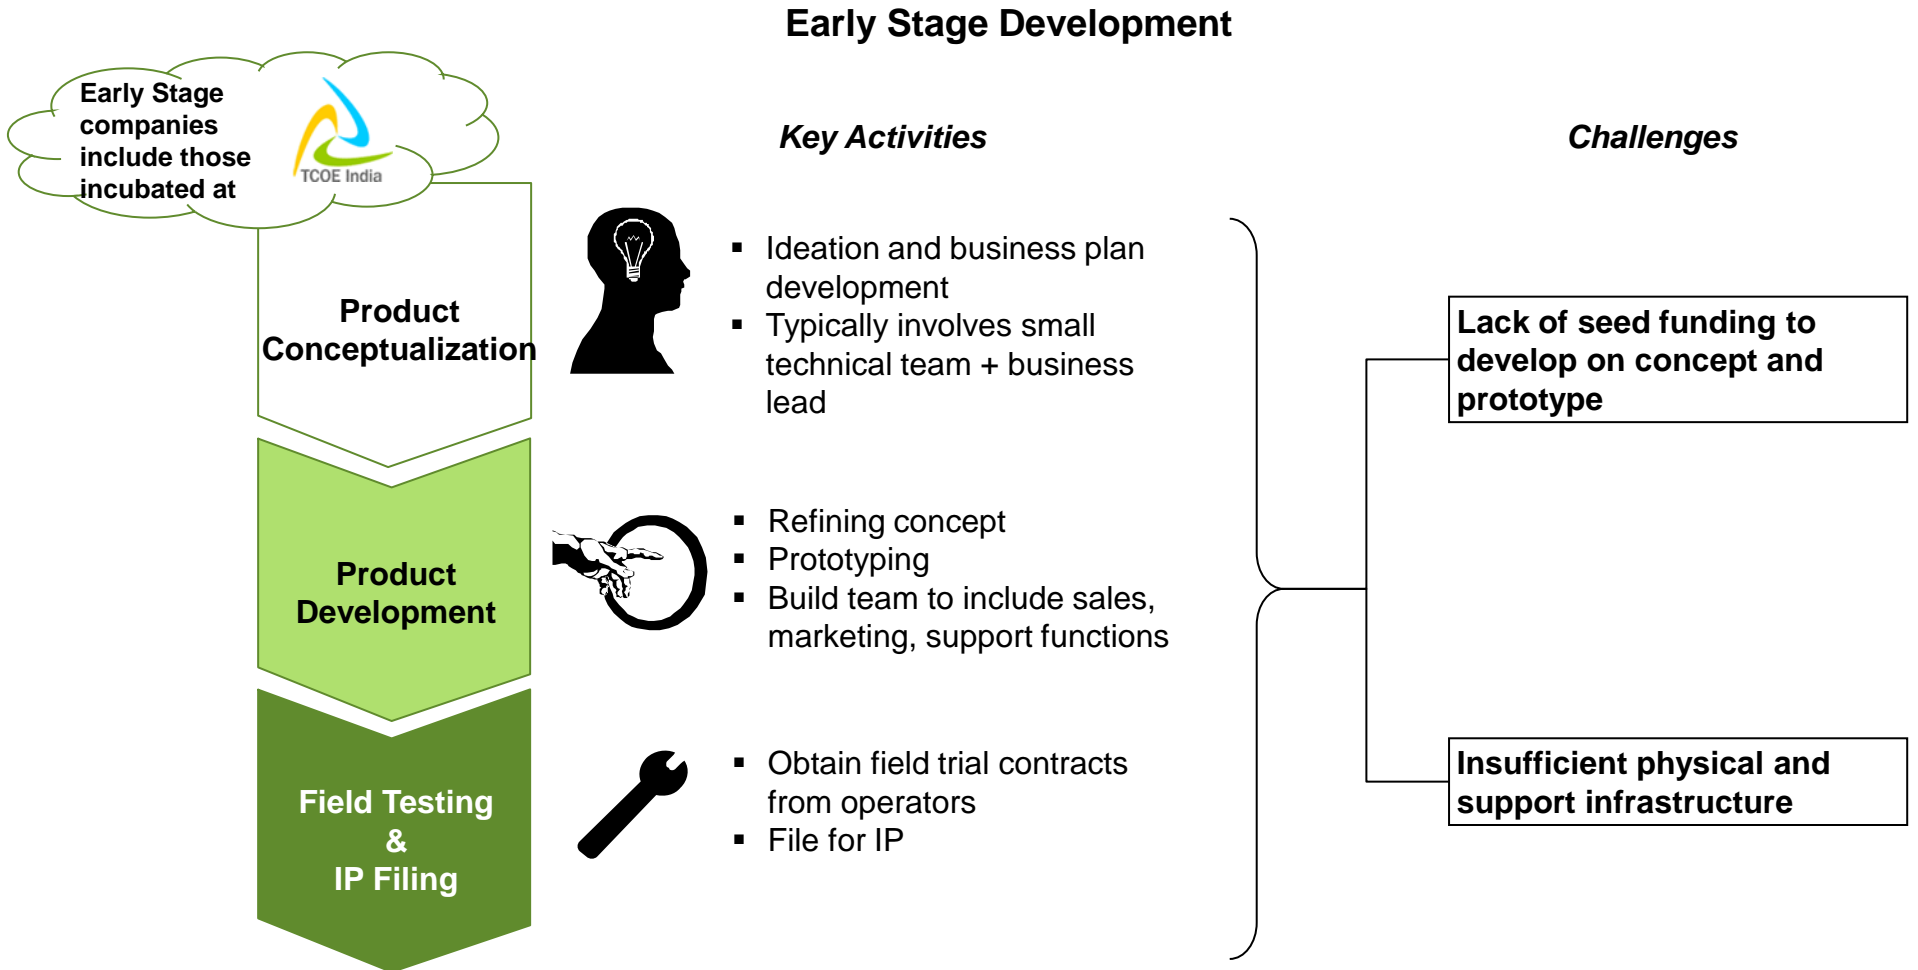 Early Stage Development
Early Stage
companies
include those
incubated at
TCOE India
Key Activities
Challenges
Product
Conceptualization
▪ Ideation and business plan
development
▪ Typically involves small
technical team + business
lead
Lack of seed funding to
develop on concept and
prototype
Product
Development
▪ Refining concept
▪ Prototyping
▪ Build team to include sales,
marketing, support functions
Field Testing
&
IP Filing
▪ Obtain field trial contracts
from operators
▪ File for IP
Insufficient physical and
support infrastructure